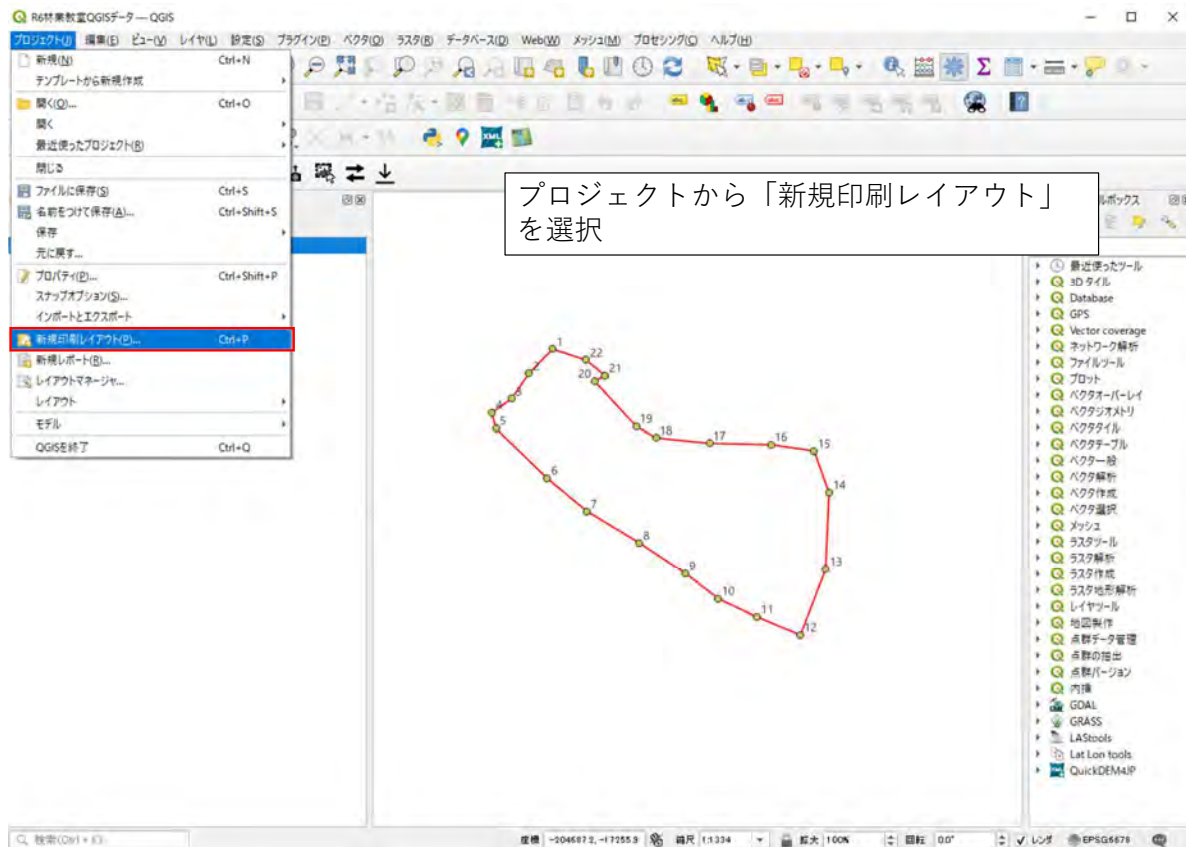 R6林業教室QGISデータ — QGIS
プロジェクト(J) 編集(E) ビュー(V) レイヤ(L) 設定(S) プラグイン(P) ベクタ(O) ラスタ(R) データベース(D) Web(W) メッシュ(M) プロセシング(C) ヘルプ(H)
新規(N) Ctrl+N
テンプレートから新規作成
開く(O)... Ctrl+O
開く
最近使ったプロジェクト(R)
閉じる
ファイルに保存(S) Ctrl+S
名前をつけて保存(A)... Ctrl+Shift+S
保存
元に戻す...
プロパティ(P)... Ctrl+Shift+P
スナップオプション(S)...
インポートとエクスポート
新規印刷レイアウト(P)... Ctrl+P
新規レポート(R)...
レイアウトマネージャ...
レイアウト
モデル
QGISを終了 Ctrl+Q
プロジェクトから「新規印刷レイアウト」
を選択
ルボックス
最近使ったツール
3D タイル
Database
GPS
Vector coverage
ネットワーク解析
ファイルツール
プロット
ベクタオーバーレイ
ベクタジオメトリ
ベクタタイル
ベクタテーブル
ベクタ一般
ベクタ解析
ベクタ作成
ベクタ選択
メッシュ
ラスタツール
ラスタ解析
ラスタ作成
ラスタ地形解析
レイヤツール
地図製作
点群データ管理
点群の抽出
点群バージョン
内挿
GDAL
GRASS
LAStools
Lat Lon tools
QuickDEM4JP
1
22
2
20
21
3
4
5
19
18
17
16
15
6
14
7
8
13
9
10
11
12
検索(Ctrl + K)
座標 -204687.2,-17255.9 縮尺 1:1334 拡大 100% 回転 0.0° レンダ EPSG:6678